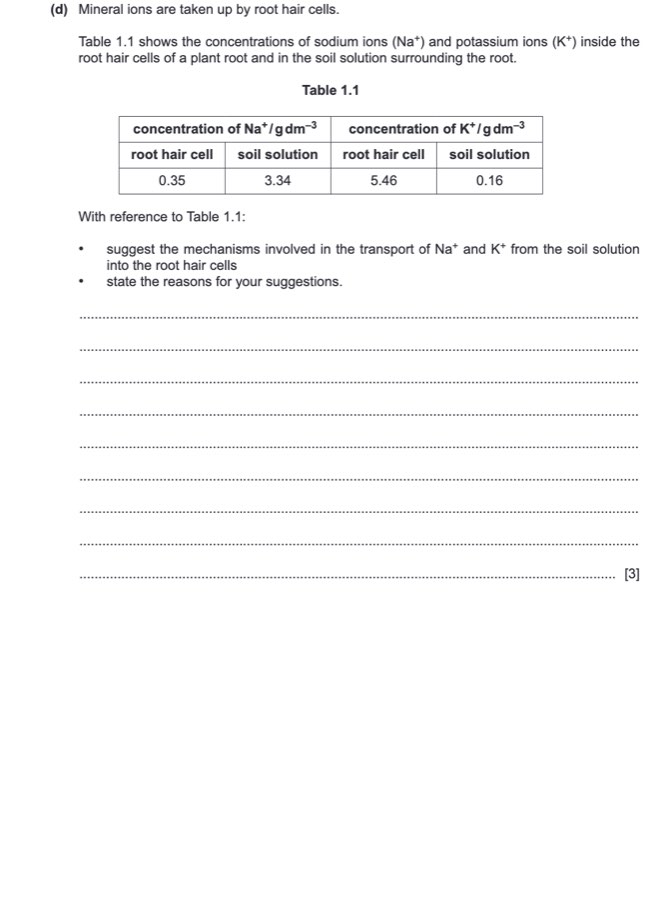 (d) Mineral ions are taken up by root hair cells.
Table 1.1 shows the concentrations of sodium ions (Na⁺) and potassium ions (K⁺) inside the
root hair cells of a plant root and in the soil solution surrounding the root.
Table 1.1
concentration of Na⁺/g dm⁻³ concentration of K⁺/g dm⁻³
root hair cell soil solution root hair cell soil solution
0.35 3.34 5.46 0.16
With reference to Table 1.1:
• suggest the mechanisms involved in the transport of Na⁺ and K⁺ from the soil solution
into the root hair cells
• state the reasons for your suggestions.
[3]